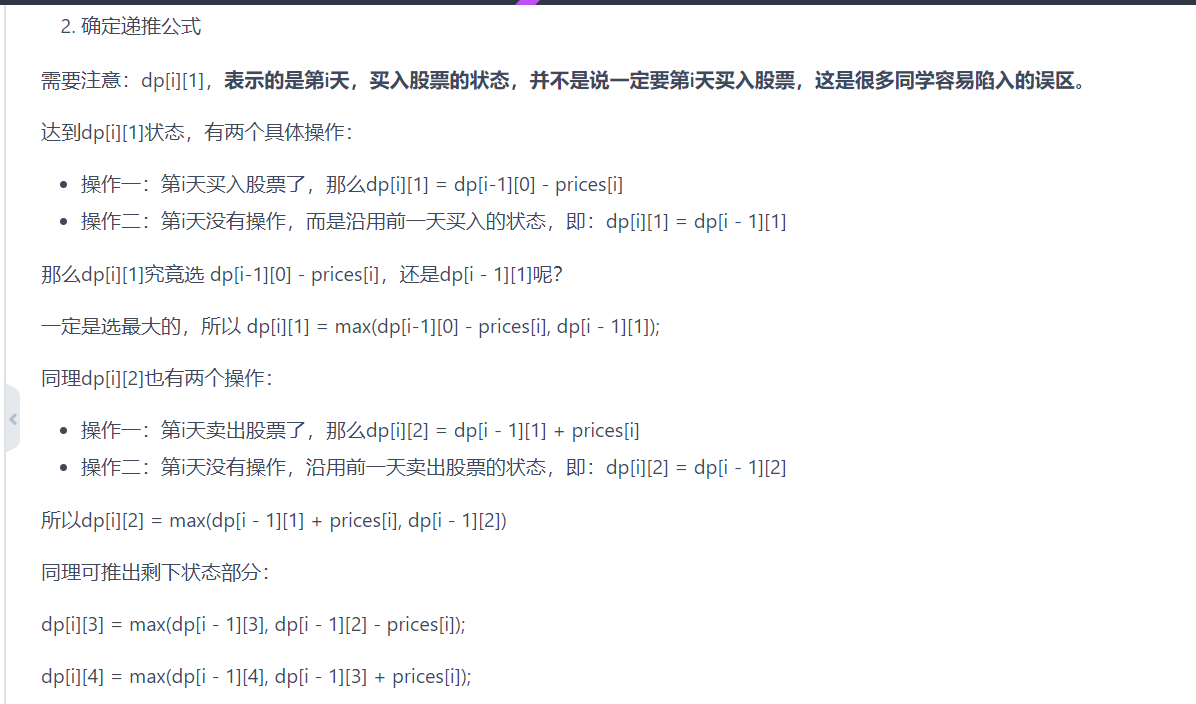 2. 确定递推公式
需要注意：dp[i][1]，表示的是第i天，买入股票的状态，并不是说一定要第i天买入股票，这是很多同学容易陷入的误区。
达到dp[i][1]状态，有两个具体操作：
• 操作一：第i天买入股票了，那么dp[i][1] = dp[i-1][0] - prices[i]
• 操作二：第i天没有操作，而是沿用前一天买入的状态，即：dp[i][1] = dp[i - 1][1]
那么dp[i][1]究竟选 dp[i-1][0] - prices[i]，还是dp[i - 1][1]呢？
一定是选最大的，所以 dp[i][1] = max(dp[i-1][0] - prices[i], dp[i - 1][1]);
同理dp[i][2]也有两个操作：
• 操作一：第i天卖出股票了，那么dp[i][2] = dp[i - 1][1] + prices[i]
• 操作二：第i天没有操作，沿用前一天卖出股票的状态，即：dp[i][2] = dp[i - 1][2]
所以dp[i][2] = max(dp[i - 1][1] + prices[i], dp[i - 1][2])
同理可推出剩下状态部分：
dp[i][3] = max(dp[i - 1][3], dp[i - 1][2] - prices[i]);
dp[i][4] = max(dp[i - 1][4], dp[i - 1][3] + prices[i]);